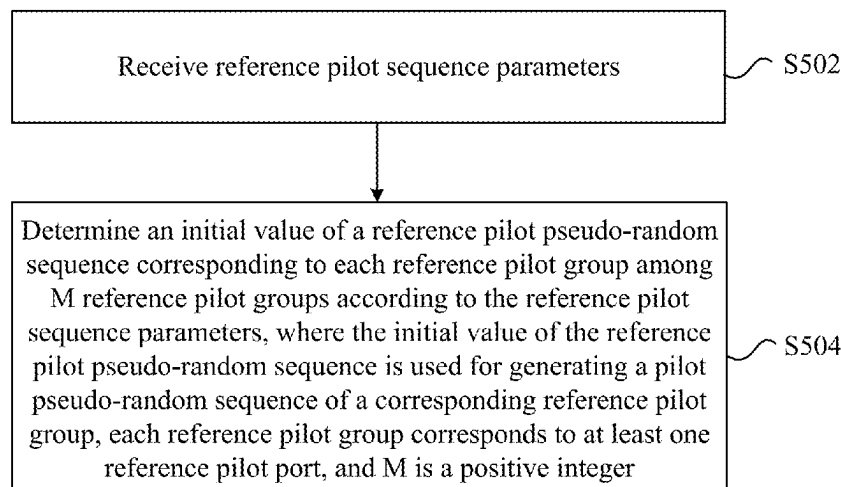 Receive reference pilot sequence parameters
S502
Determine an initial value of a reference pilot pseudo-random
sequence corresponding to each reference pilot group among
M reference pilot groups according to the reference pilot
sequence parameters, where the initial value of the reference
pilot pseudo-random sequence is used for generating a pilot
pseudo-random sequence of a corresponding reference pilot
group, each reference pilot group corresponds to at least one
reference pilot port, and M is a positive integer
S504